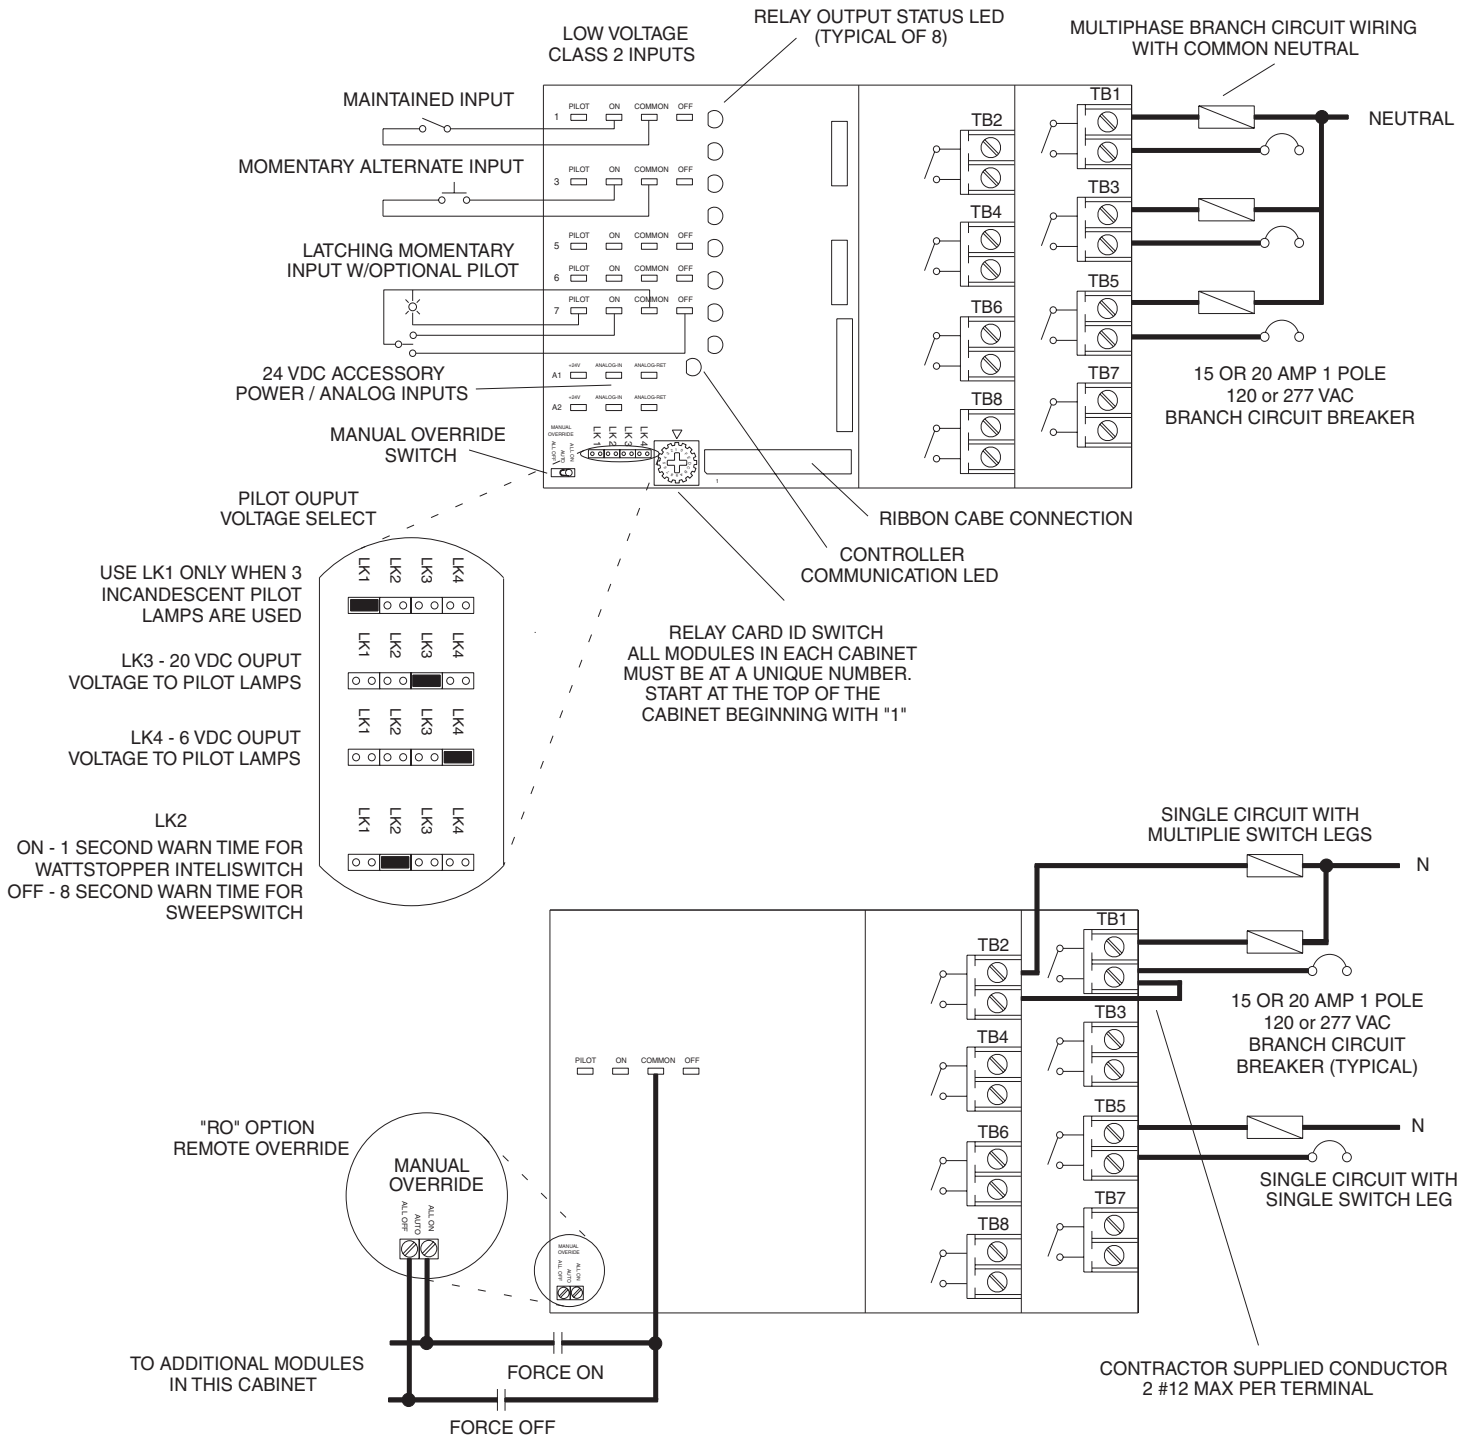 RELAY OUTPUT STATUS LED
(TYPICAL OF 8)
LOW VOLTAGE
CLASS 2 INPUTS
MULTIPHASE BRANCH CIRCUIT WIRING
WITH COMMON NEUTRAL
MAINTAINED INPUT
1 PILOT ON COMMON OFF
MOMENTARY ALTERNATE INPUT
3 PILOT ON COMMON OFF
LATCHING MOMENTARY
INPUT W/OPTIONAL PILOT
5 PILOT ON COMMON OFF
6 PILOT ON COMMON OFF
7 PILOT ON COMMON OFF
24 VDC ACCESSORY
POWER / ANALOG INPUTS
A1 +24V ANALOG-IN ANALOG-RET
A2 +24V ANALOG-IN ANALOG-RET
MANUAL OVERRIDE
SWITCH
MANUAL
OVERRIDE
ALL OFF
AUTO
ALL ON
LK 1
LK 2
LK 3
LK 4
1
TB2
TB4
TB6
TB8
TB1
TB3
TB5
TB7
NEUTRAL
15 OR 20 AMP 1 POLE
120 or 277 VAC
BRANCH CIRCUIT BREAKER
RIBBON CABE CONNECTION
CONTROLLER
COMMUNICATION LED
RELAY CARD ID SWITCH
ALL MODULES IN EACH CABINET
MUST BE AT A UNIQUE NUMBER.
START AT THE TOP OF THE
CABINET BEGINNING WITH "1"
PILOT OUPUT
VOLTAGE SELECT
USE LK1 ONLY WHEN 3
INCANDESCENT PILOT
LAMPS ARE USED
LK1 LK2 LK3 LK4
LK3 - 20 VDC OUPUT
VOLTAGE TO PILOT LAMPS
LK1 LK2 LK3 LK4
LK4 - 6 VDC OUPUT
VOLTAGE TO PILOT LAMPS
LK1 LK2 LK3 LK4
LK2
ON - 1 SECOND WARN TIME FOR
WATTSTOPPER INTELISWITCH
OFF - 8 SECOND WARN TIME FOR
SWEEPSWITCH
LK1 LK2 LK3 LK4
SINGLE CIRCUIT WITH
MULTIPLIE SWITCH LEGS
N
TB2
TB4
TB6
TB8
TB1
TB3
TB5
TB7
15 OR 20 AMP 1 POLE
120 or 277 VAC
BRANCH CIRCUIT
BREAKER (TYPICAL)
N
SINGLE CIRCUIT WITH
SINGLE SWITCH LEG
PILOT ON COMMON OFF
"RO" OPTION
REMOTE OVERRIDE
MANUAL
OVERRIDE
ALL OFF
AUTO
ALL ON
MANUAL
OVERIDE
ALL OFF
AUTO
ALL ON
TO ADDITIONAL MODULES
IN THIS CABINET
FORCE ON
FORCE OFF
CONTRACTOR SUPPLIED CONDUCTOR
2 #12 MAX PER TERMINAL